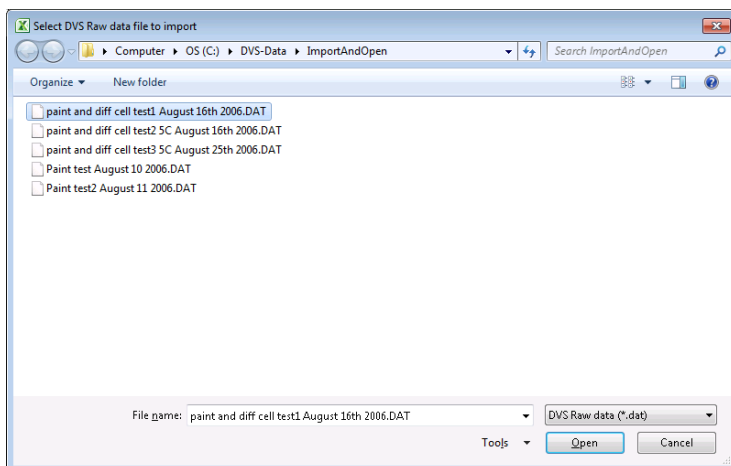 Select DVS Raw data file to import
Computer OS (C:) DVS-Data ImportAndOpen Search ImportAndOpen
Organize New folder
paint and diff cell test1 August 16th 2006.DAT
paint and diff cell test2 5C August 16th 2006.DAT
paint and diff cell test3 5C August 25th 2006.DAT
Paint test August 10 2006.DAT
Paint test2 August 11 2006.DAT
File name: paint and diff cell test1 August 16th 2006.DAT DVS Raw data (*.dat)
Tools Open Cancel